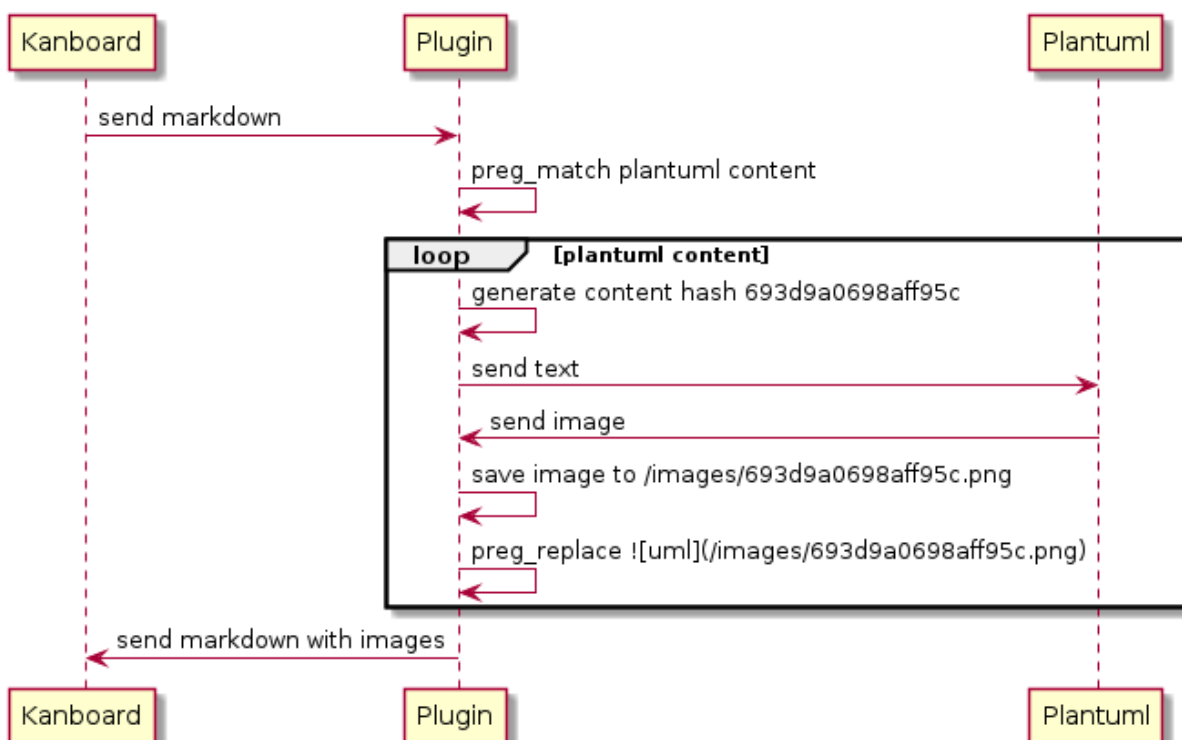 Kanboard
Plugin
Plantuml
send markdown
preg_match plantuml content
loop
[plantuml content]
generate content hash 693d9a0698aff95c
send text
send image
save image to /images/693d9a0698aff95c.png
preg_replace ![uml](/images/693d9a0698aff95c.png)
send markdown with images
Kanboard
Plugin
Plantuml